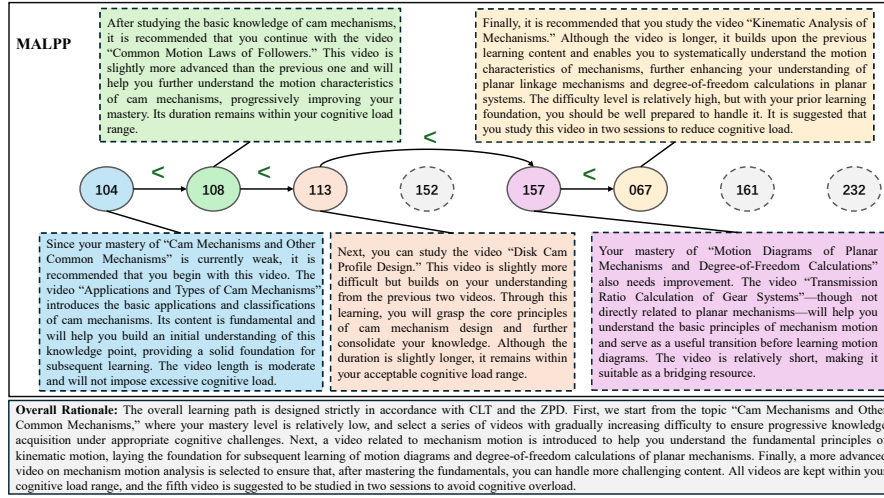 MALPP
After studying the basic knowledge of cam mechanisms,
it is recommended that you continue with the video
“Common Motion Laws of Followers.” This video is
slightly more advanced than the previous one and will
help you further understand the motion characteristics
of cam mechanisms, progressively improving your
mastery. Its duration remains within your cognitive load
range.
Finally, it is recommended that you study the video “Kinematic Analysis of
Mechanisms.” Although the video is longer, it builds upon the previous
learning content and enables you to systematically understand the motion
characteristics of mechanisms, further enhancing your understanding of
planar linkage mechanisms and degree-of-freedom calculations in planar
systems. The difficulty level is relatively high, but with your prior learning
foundation, you should be well prepared to handle it. It is suggested that
you study this video in two sessions to reduce cognitive load.
< < < <
104 108 113 152 157 067 161 232
Since your mastery of “Cam Mechanisms and Other
Common Mechanisms” is currently weak, it is
recommended that you begin with this video. The
video “Applications and Types of Cam Mechanisms”
introduces the basic applications and classifications
of cam mechanisms. Its content is fundamental and
will help you build an initial understanding of this
knowledge point, providing a solid foundation for
subsequent learning. The video length is moderate
and will not impose excessive cognitive load.
Next, you can study the video “Disk Cam
Profile Design.” This video is slightly more
difficult but builds on your understanding
from the previous two videos. Through this
learning, you will grasp the core principles
of cam mechanism design and further
consolidate your knowledge. Although the
duration is slightly longer, it remains within
your acceptable cognitive load range.
Your mastery of “Motion Diagrams of Planar
Mechanisms and Degree-of-Freedom Calculations”
also needs improvement. The video “Transmission
Ratio Calculation of Gear Systems”—though not
directly related to planar mechanisms—will help you
understand the basic principles of mechanism motion
and serve as a useful transition before learning motion
diagrams. The video is relatively short, making it
suitable as a bridging resource.
Overall Rationale: The overall learning path is designed strictly in accordance with CLT and the ZPD. First, we start from the topic “Cam Mechanisms and Other
Common Mechanisms,” where your mastery level is relatively low, and select a series of videos with gradually increasing difficulty to ensure progressive knowledge
acquisition under appropriate cognitive challenges. Next, a video related to mechanism motion is introduced to help you understand the fundamental principles of
kinematic motion, laying the foundation for subsequent learning of motion diagrams and degree-of-freedom calculations of planar mechanisms. Finally, a more advanced
video on mechanism motion analysis is selected to ensure that, after mastering the fundamentals, you can handle more challenging content. All videos are kept within your
cognitive load range, and the fifth video is suggested to be studied in two sessions to avoid cognitive overload.